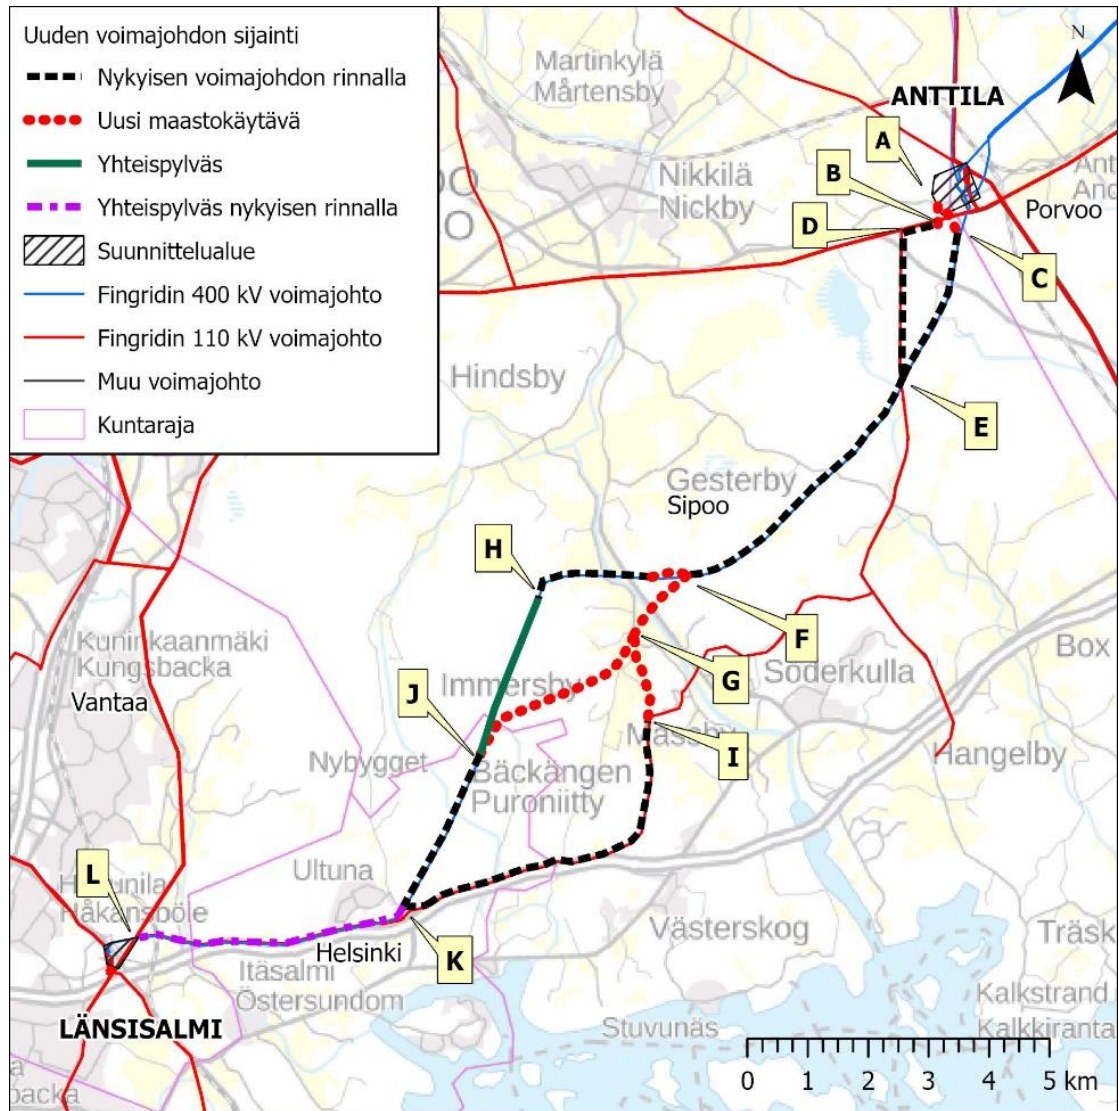 Uuden voimajohdon sijainti
Nykyisen voimajohdon rinnalla
Uusi maastokäytävä
Yhteispylväs
Yhteispylväs nykyisen rinnalla
Suunnittelualue
Fingridin 400 kV voimajohto
Fingridin 110 kV voimajohto
Muu voimajohto
Kuntaraja
N
Martinkylä
Mårtensby
ANTTILA
A
Nikkilä
Nickby
B
Porvoo
D
C
Hindsby
E
Gesterby
Sipoo
H
F
Kuninkaanmäki
Kungsbacka
Vantaa
Box
Söderkulla
G
Immersby
J
Massby
I
Hangelby
Nybygget
Bäckängen
Puroniitty
Ultuna
L
Håkansböle
Västerskog
Träsk
Helsinki
K
Itäsalmi
Östersundom
LÄNSISALMI
Kalkstrand
Kalkkiranta
Stuvunäs
0 1 2 3 4 5 km